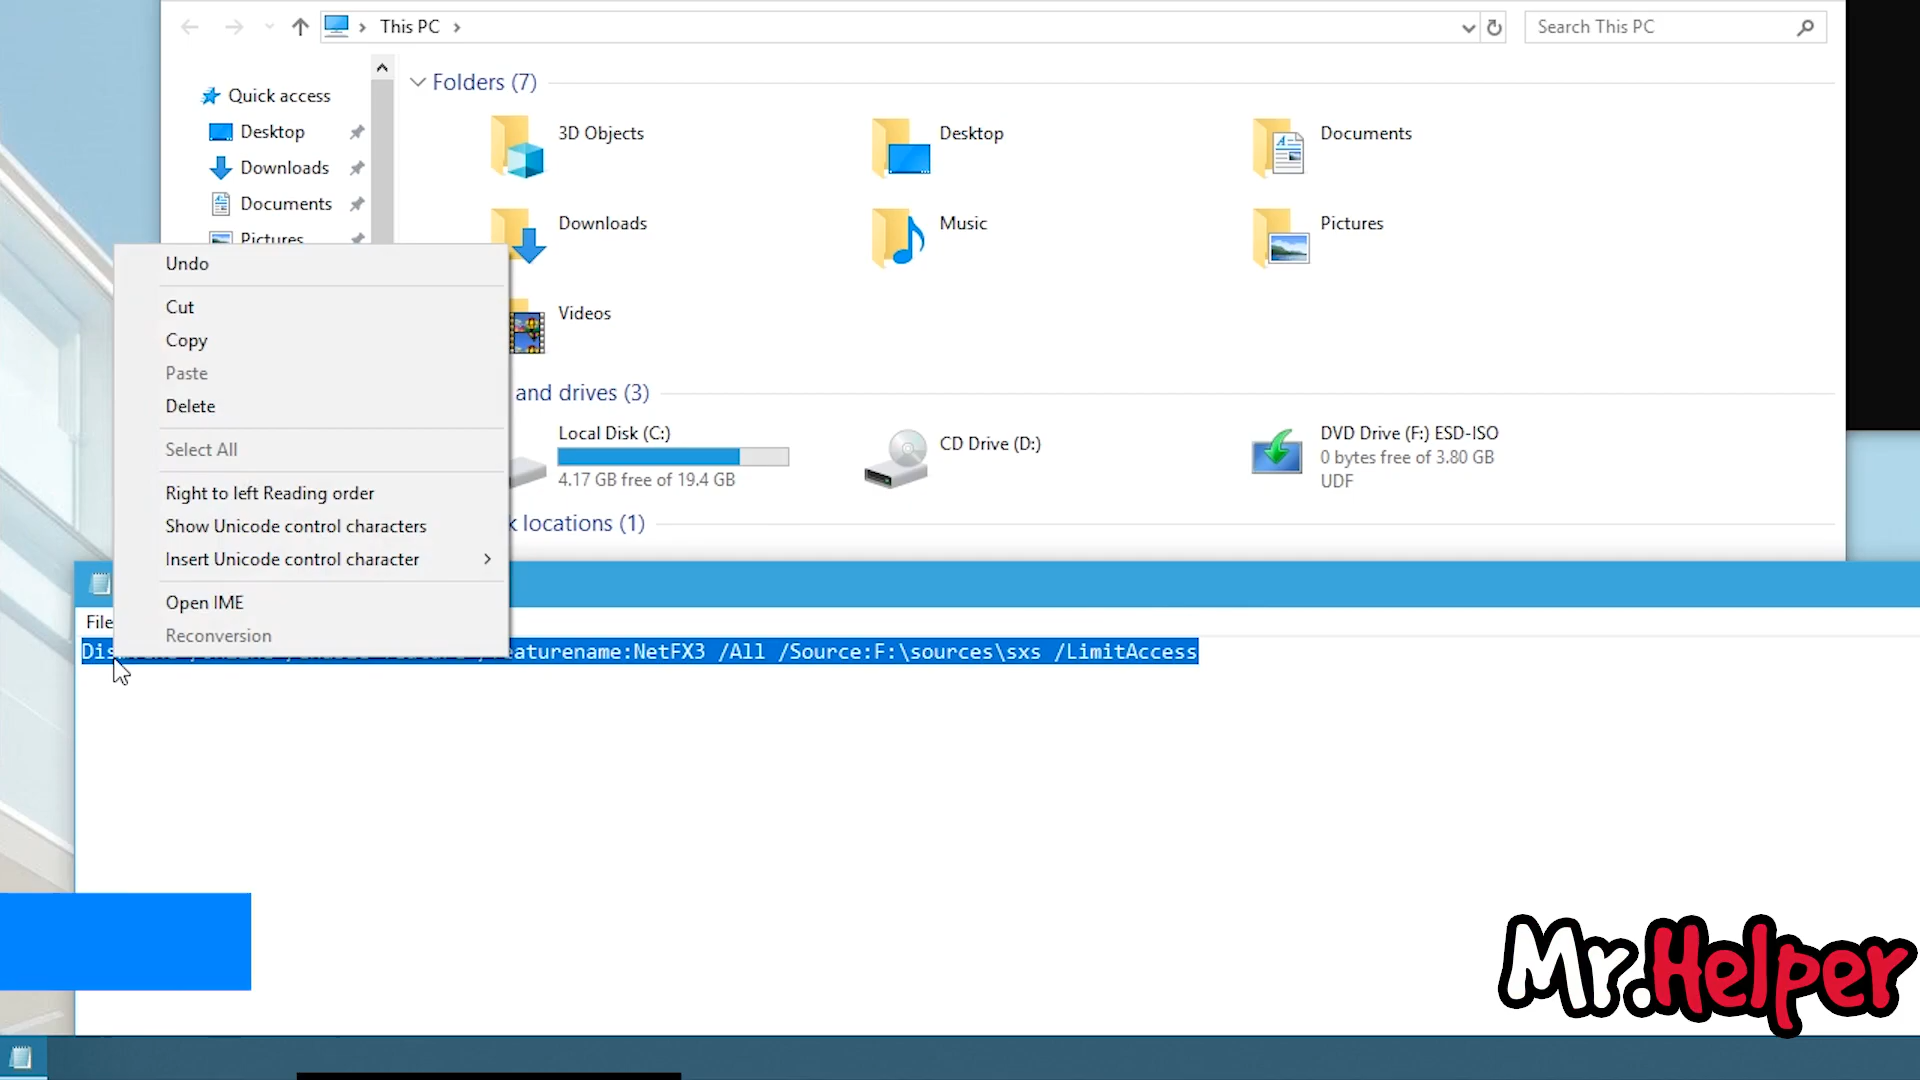 This PC
Search This PC
Quick access
Desktop
Downloads
Documents
Pictures
Folders (7)
3D Objects
Desktop
Documents
Downloads
Music
Pictures
Videos
and drives (3)
Local Disk (C:)
4.17 GB free of 19.4 GB
CD Drive (D:)
DVD Drive (F:) ESD-ISO
0 bytes free of 3.80 GB
UDF
locations (1)
Undo
Cut
Copy
Paste
Delete
Select All
Right to left Reading order
Show Unicode control characters
Insert Unicode control character
Open IME
Reconversion
File
eaturename:NetFX3 /All /Source:F:\sources\sxs /LimitAccess
Mr.Helper